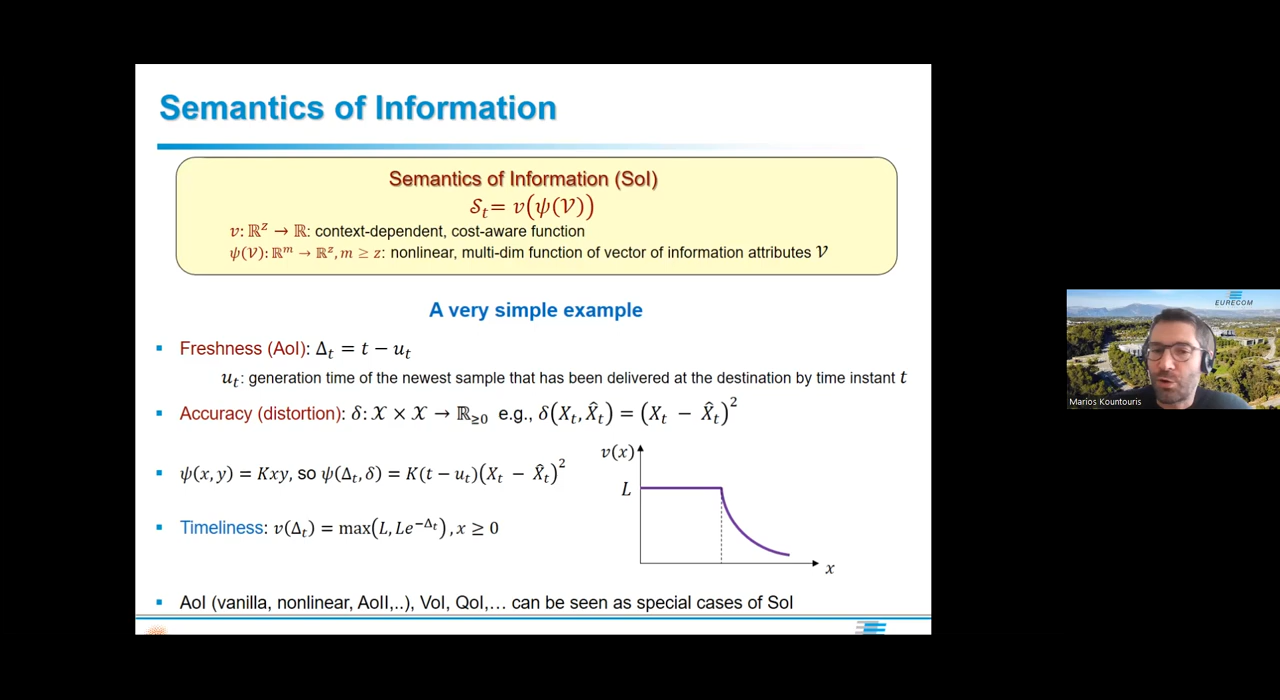 Semantics of Information
Semantics of Information (SoI)
𝒮ₜ= 𝑣(𝜓(𝒱))
𝑣: ℝᶻ → ℝ: context-dependent, cost-aware function
𝜓(𝒱): ℝᵐ → ℝᶻ, 𝑚 ≥ 𝑧: nonlinear, multi-dim function of vector of information attributes 𝒱
A very simple example
▪ Freshness (AoI): Δₜ = 𝑡 − 𝑢ₜ
𝑢ₜ: generation time of the newest sample that has been delivered at the destination by time instant 𝑡
▪ Accuracy (distortion): 𝛿: 𝒳 × 𝒳 → ℝ≥0 e.g., 𝛿(𝑋ₜ, 𝑋̂ₜ) = (𝑋ₜ − 𝑋̂ₜ)²
▪ 𝜓(𝑥, 𝑦) = 𝐾𝑥𝑦, so 𝜓(Δₜ, 𝛿) = 𝐾(𝑡 − 𝑢ₜ)(𝑋ₜ − 𝑋̂ₜ)²
▪ Timeliness: 𝑣(Δₜ) = max(𝐿, 𝐿𝑒^(−Δₜ)), 𝑥 ≥ 0
𝑣(𝑥)
𝐿
𝑥
▪ AoI (vanilla, nonlinear, AoII,..), VoI, QoI,… can be seen as special cases of SoI
EURECOM
Marios Kountouris